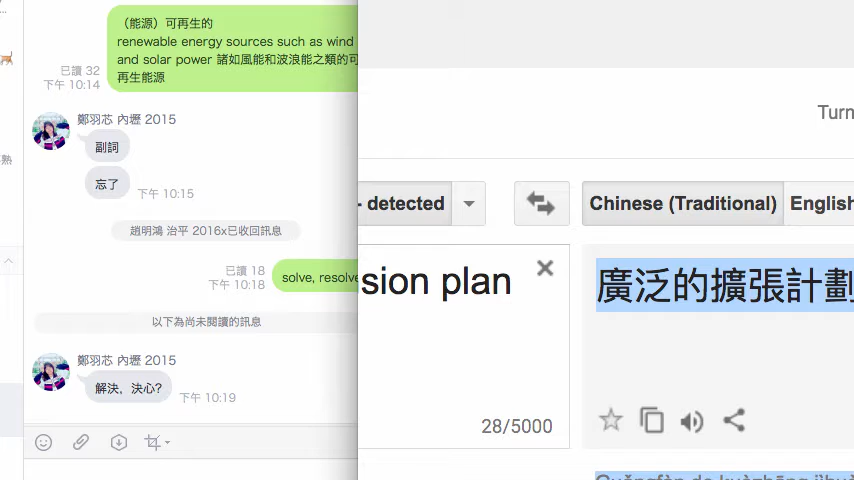 （能源）可再生的
renewable energy sources such as wind
and solar power 諸如風能和波浪能之類的可
再生能源
已讀 32
下午 10:14
鄭羽芯 內壢 2015
副詞
忘了
下午 10:15
熟
趙明鴻 治平 2016x已收回訊息
已讀 18
下午 10:18
solve, resolve
以下為尚未閱讀的訊息
鄭羽芯 內壢 2015
解決，決心?
下午 10:19
Turn
- detected
Chinese (Traditional)
English
sion plan
廣泛的擴張計劃
28/5000